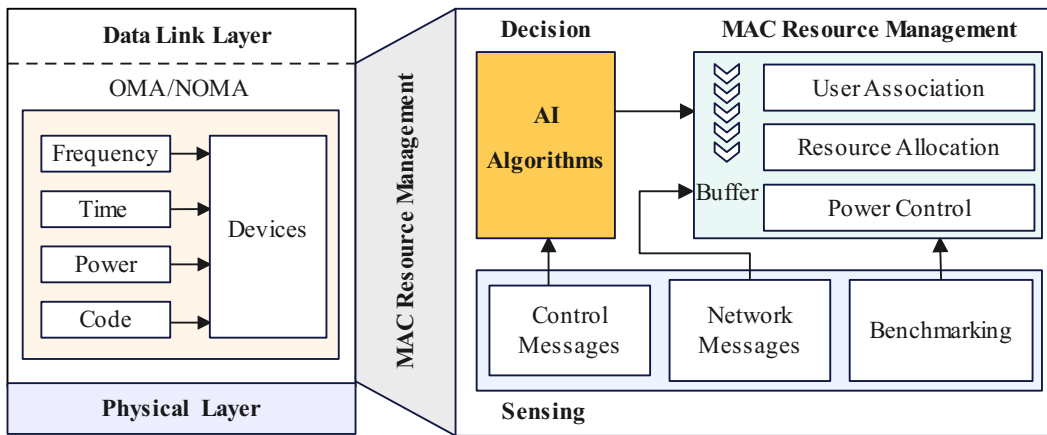 Data Link Layer
OMA/NOMA
Frequency
Time
Power
Code
Devices
Physical Layer
MAC Resource Management
Decision
AI
Algorithms
MAC Resource Management
Buffer
User Association
Resource Allocation
Power Control
Control
Messages
Network
Messages
Benchmarking
Sensing